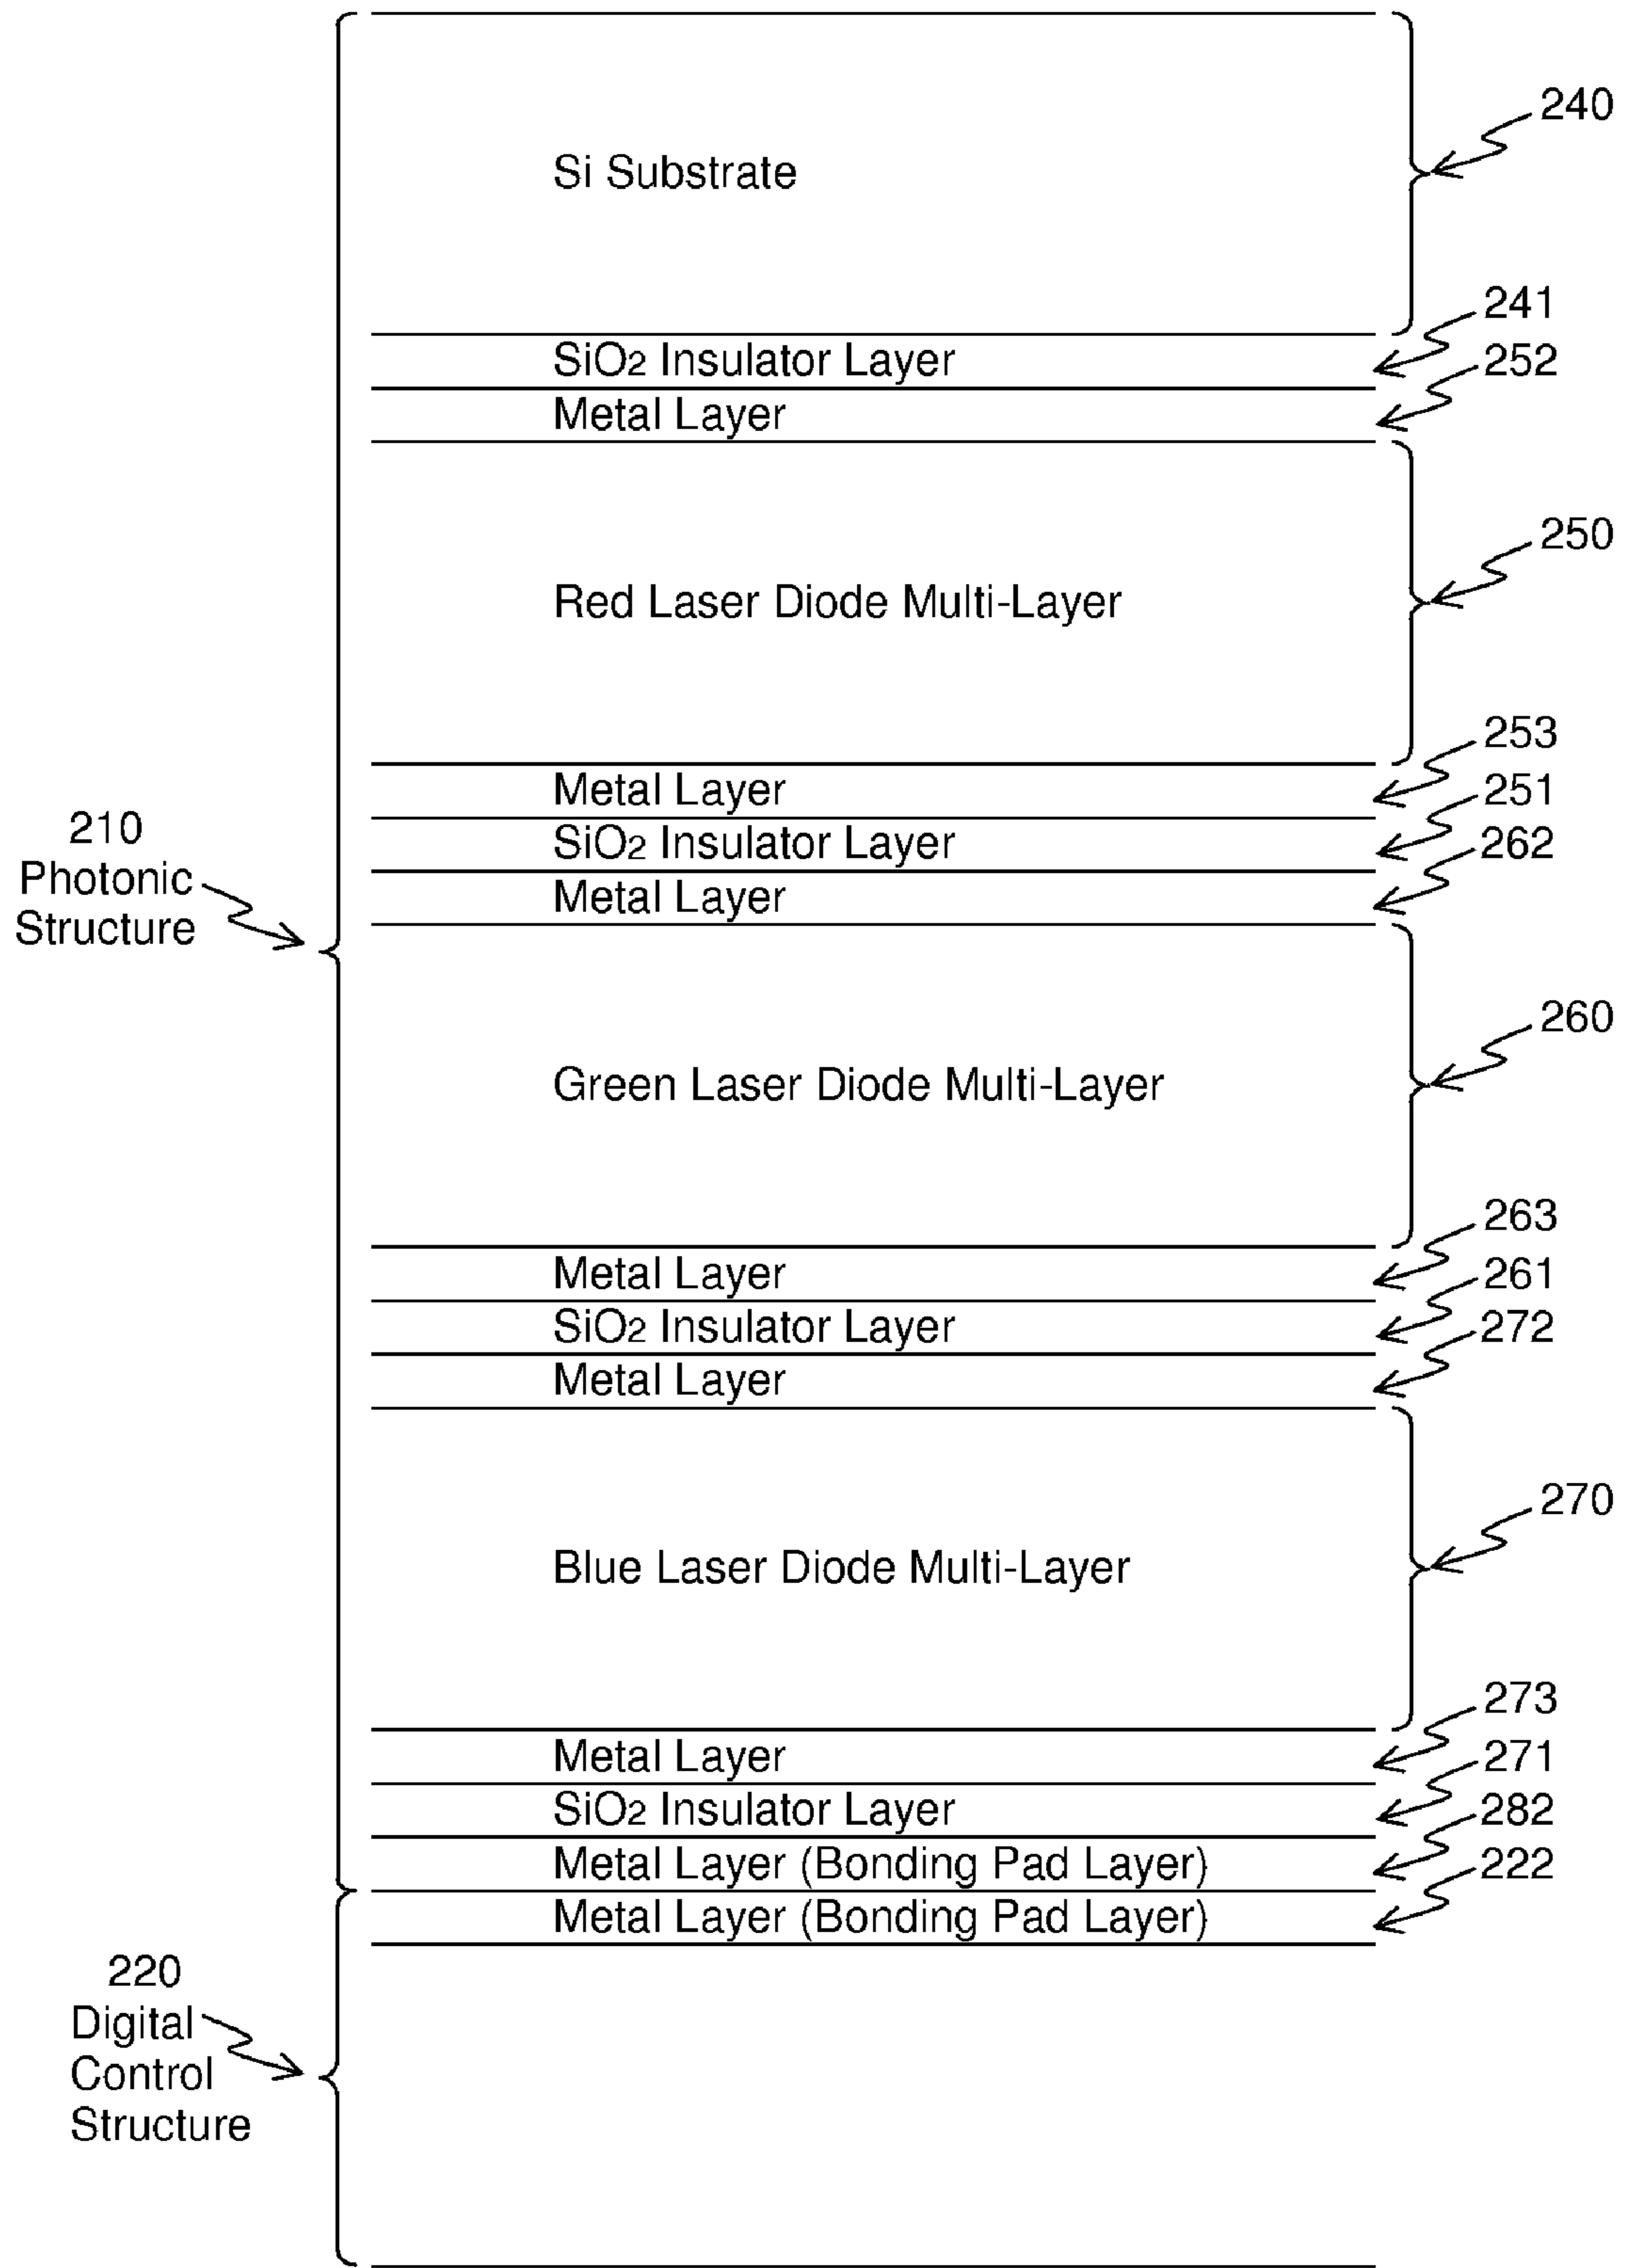 Si Substrate
240
241
SiO2 Insulator Layer
252
Metal Layer
250
Red Laser Diode Multi-Layer
253
Metal Layer
251
SiO2 Insulator Layer
262
Metal Layer
210
Photonic
Structure
260
Green Laser Diode Multi-Layer
263
Metal Layer
261
SiO2 Insulator Layer
272
Metal Layer
270
Blue Laser Diode Multi-Layer
273
Metal Layer
271
SiO2 Insulator Layer
282
Metal Layer (Bonding Pad Layer)
222
Metal Layer (Bonding Pad Layer)
220
Digital
Control
Structure